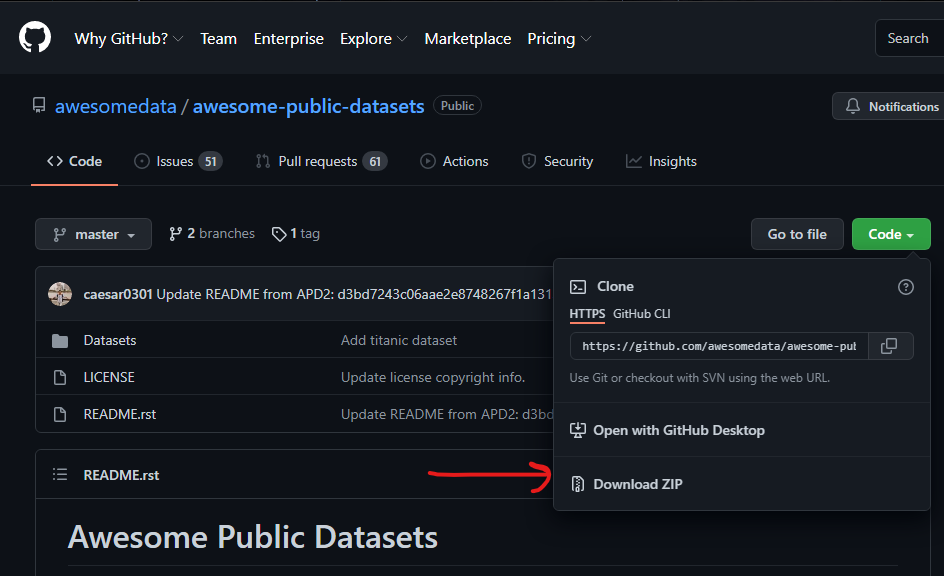 Why GitHub? Team Enterprise Explore Marketplace Pricing Search
awesomedata / awesome-public-datasets Public Notifications
Code Issues 51 Pull requests 61 Actions Security Insights
master 2 branches 1 tag Go to file Code
caesar0301 Update README from APD2: d3bd7243c06aae2e8748267f1a131
Clone
HTTPS GitHub CLI
Datasets Add titanic dataset
https://github.com/awesomedata/awesome-pub
LICENSE Update license copyright info.
Use Git or checkout with SVN using the web URL.
README.rst Update README from APD2: d3bd
Open with GitHub Desktop
README.rst
Download ZIP
Awesome Public Datasets